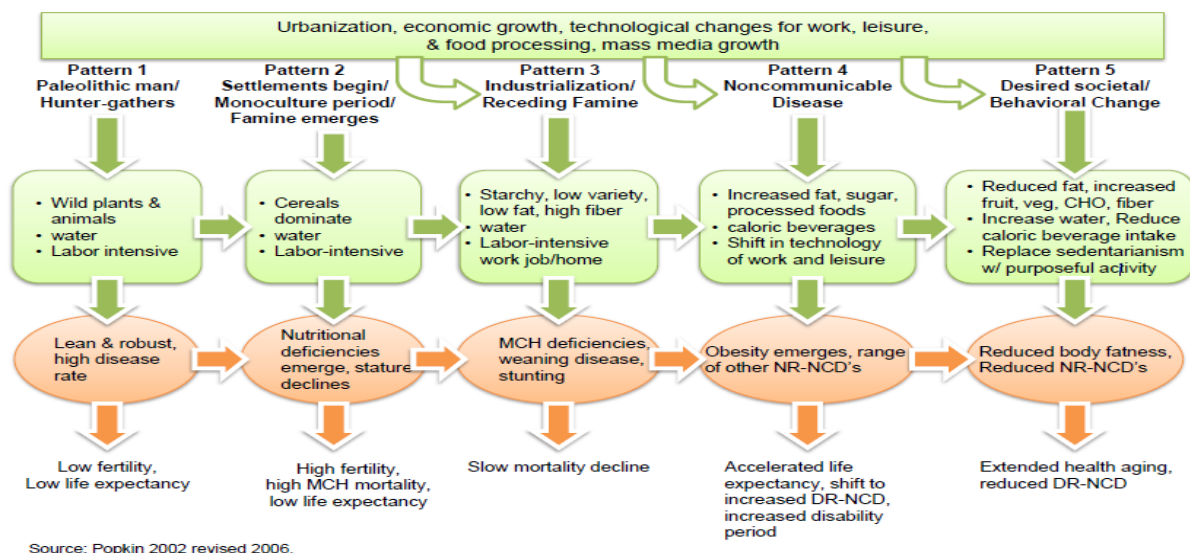 Urbanization, economic growth, technological changes for work, leisure,
& food processing, mass media growth
Pattern 1
Paleolithic man/
Hunter-gathers
Pattern 2
Settlements begin/
Monoculture period/
Famine emerges
Pattern 3
Industrialization/
Receding Famine
Pattern 4
Noncommunicable
Disease
Pattern 5
Desired societal/
Behavioral Change
• Wild plants &
animals
• water
• Labor intensive
• Cereals
dominate
• water
• Labor-intensive
• Starchy, low variety,
low fat, high fiber
• water
• Labor-intensive
work job/home
• Increased fat, sugar,
processed foods
• caloric beverages
• Shift in technology
of work and leisure
• Reduced fat, increased
fruit, veg, CHO, fiber
• Increase water, Reduce
caloric beverage intake
• Replace sedentarianism
w/ purposeful activity
Lean & robust,
high disease
rate
Nutritional
deficiencies
emerge, stature
declines
MCH deficiencies,
weaning disease,
stunting
Obesity emerges, range
of other NR-NCD's
Reduced body fatness,
Reduced NR-NCD's
Low fertility,
Low life expectancy
High fertility,
high MCH mortality,
low life expectancy
Slow mortality decline
Accelerated life
expectancy, shift to
increased DR-NCD,
increased disability
period
Extended health aging,
reduced DR-NCD
Source: Popkin 2002 revised 2006.